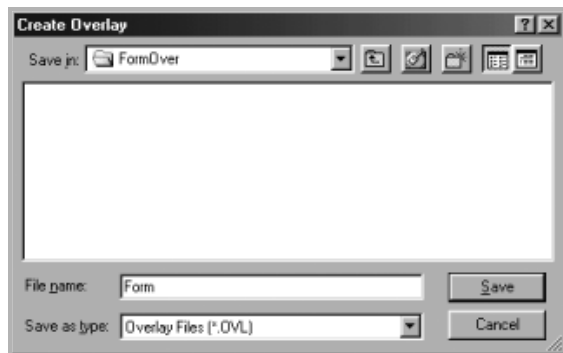 Create Overlay
Save in: FormOver
File name: Form Save
Save as type: Overlay Files (*.OVL) Cancel